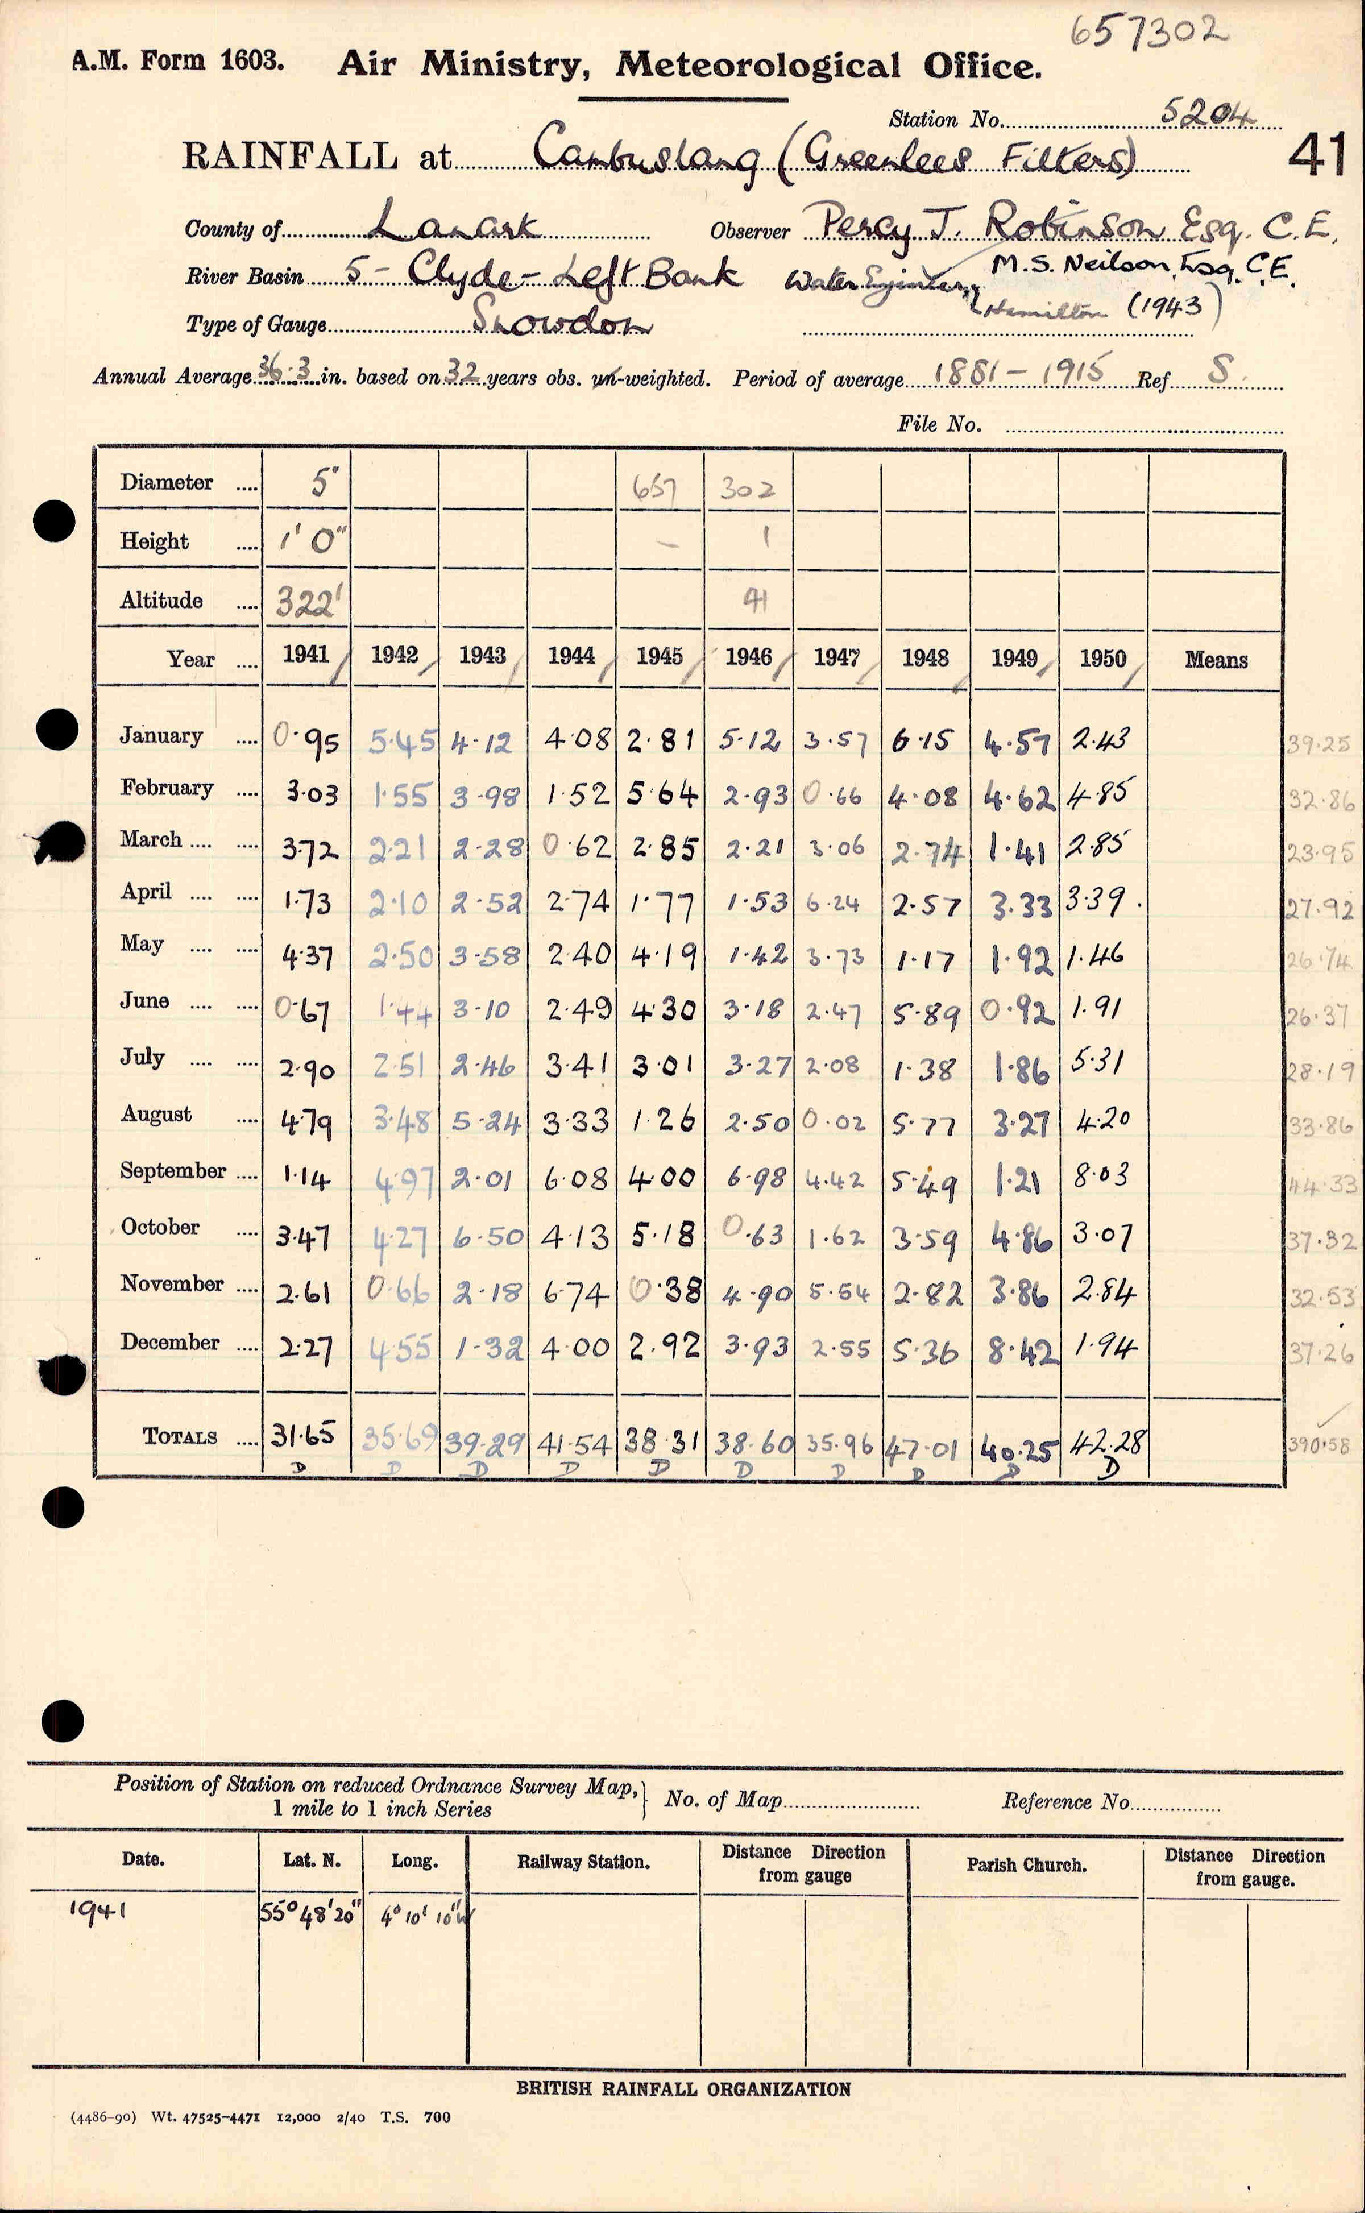 657302
A.M. Form 1603. Air Ministry, Meteorological Office.
Station No. 5204
RAINFALL at Cambuslang (Greenlees Filters) 41
County of Lanark Observer Percy J. Robinson Esq. C.E.
River Basin 5 - Clyde - Left Bank Water Engineer, M.S. Neilson, Esq. C.E.
Hamilton (1943)
Type of Gauge Snowdon
Annual Average 36.3 in. based on 32 years obs. un-weighted. Period of average 1881 - 1915 Ref S.
File No.
Diameter .... 5" 657 302
Height .... 1' 0" - 1
Altitude .... 322' 41
Year .... 1941 1942 1943 1944 1945 1946 1947 1948 1949 1950 Means
January .... 0.95 5.45 4.12 4.08 2.81 5.12 3.57 6.15 4.57 2.43 39.25
February .... 3.03 1.55 3.98 1.52 5.64 2.93 0.66 4.08 4.62 4.85 32.86
March .... .... 3.72 2.21 2.28 0.62 2.85 2.21 3.06 2.74 1.41 2.85 23.95
April .... .... 1.73 2.10 2.52 2.74 1.77 1.53 6.24 2.57 3.33 3.39 27.92
May .... .... 4.37 2.50 3.58 2.40 4.19 1.42 3.73 1.17 1.92 1.46 26.74
June .... .... 0.67 1.44 3.10 2.49 4.30 3.18 2.47 5.89 0.92 1.91 26.37
July .... .... 2.90 2.51 2.46 3.41 3.01 3.27 2.08 1.38 1.86 5.31 28.19
August .... 4.79 3.48 5.24 3.33 1.26 2.50 0.02 5.77 3.27 4.20 33.86
September .... 1.14 4.97 2.01 6.08 4.00 6.98 4.42 5.49 1.21 8.03 44.33
October .... 3.47 4.27 6.50 4.13 5.18 0.63 1.62 3.59 4.86 3.07 37.32
November .... 2.61 0.66 2.18 6.74 0.38 4.90 5.54 2.82 3.86 2.84 32.53
December .... 2.27 4.55 1.32 4.00 2.92 3.93 2.55 5.36 8.42 1.94 37.26
TOTALS .... 31.65 35.69 39.29 41.54 38.31 38.60 35.96 47.01 40.25 42.28 390.58
D D D D D D D D D D
Position of Station on reduced Ordnance Survey Map, No. of Map Reference No.
1 mile to 1 inch Series
Date. Lat. N. Long. Railway Station. Distance from gauge Direction Parish Church. Distance from gauge. Direction
1941 55° 48' 20" 4° 10' 10" W
BRITISH RAINFALL ORGANIZATION
(4486-90) Wt. 47525-4471 12,000 2/40 T.S. 700